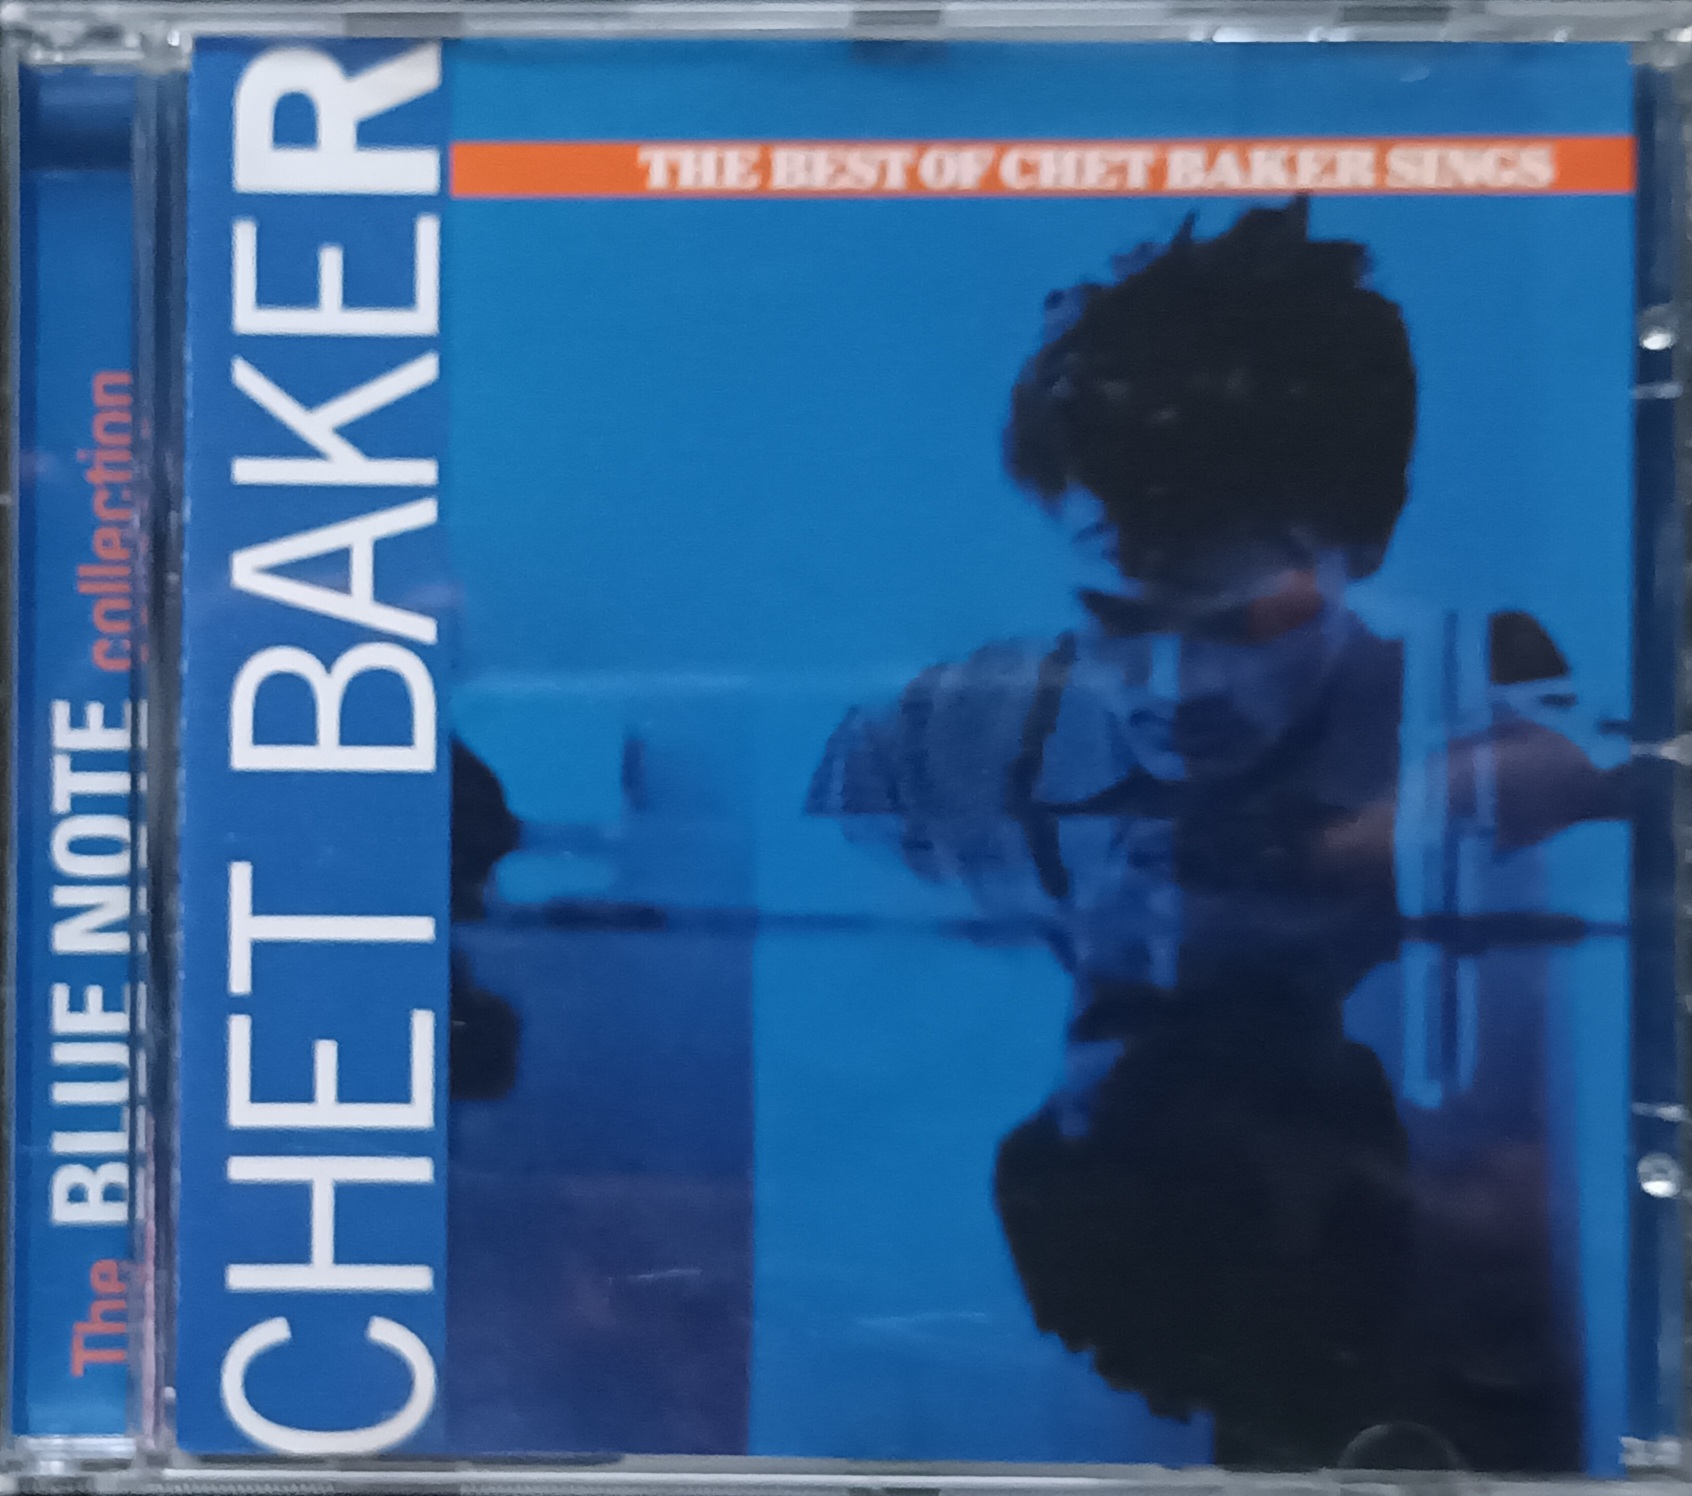 The BLUE NOTE collection
CHET BAKER
THE BEST OF CHET BAKER SINGS